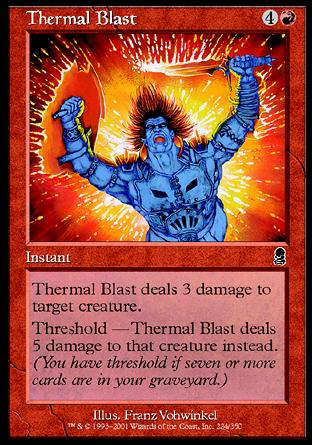 Thermal Blast 4
Instant
Thermal Blast deals 3 damage to
target creature.
Threshold — Thermal Blast deals
5 damage to that creature instead.
(You have threshold if seven or more
cards are in your graveyard.)
Illus. Franz Vohwinkel
™ & © 1993–2001 Wizards of the Coast, Inc. 224/350